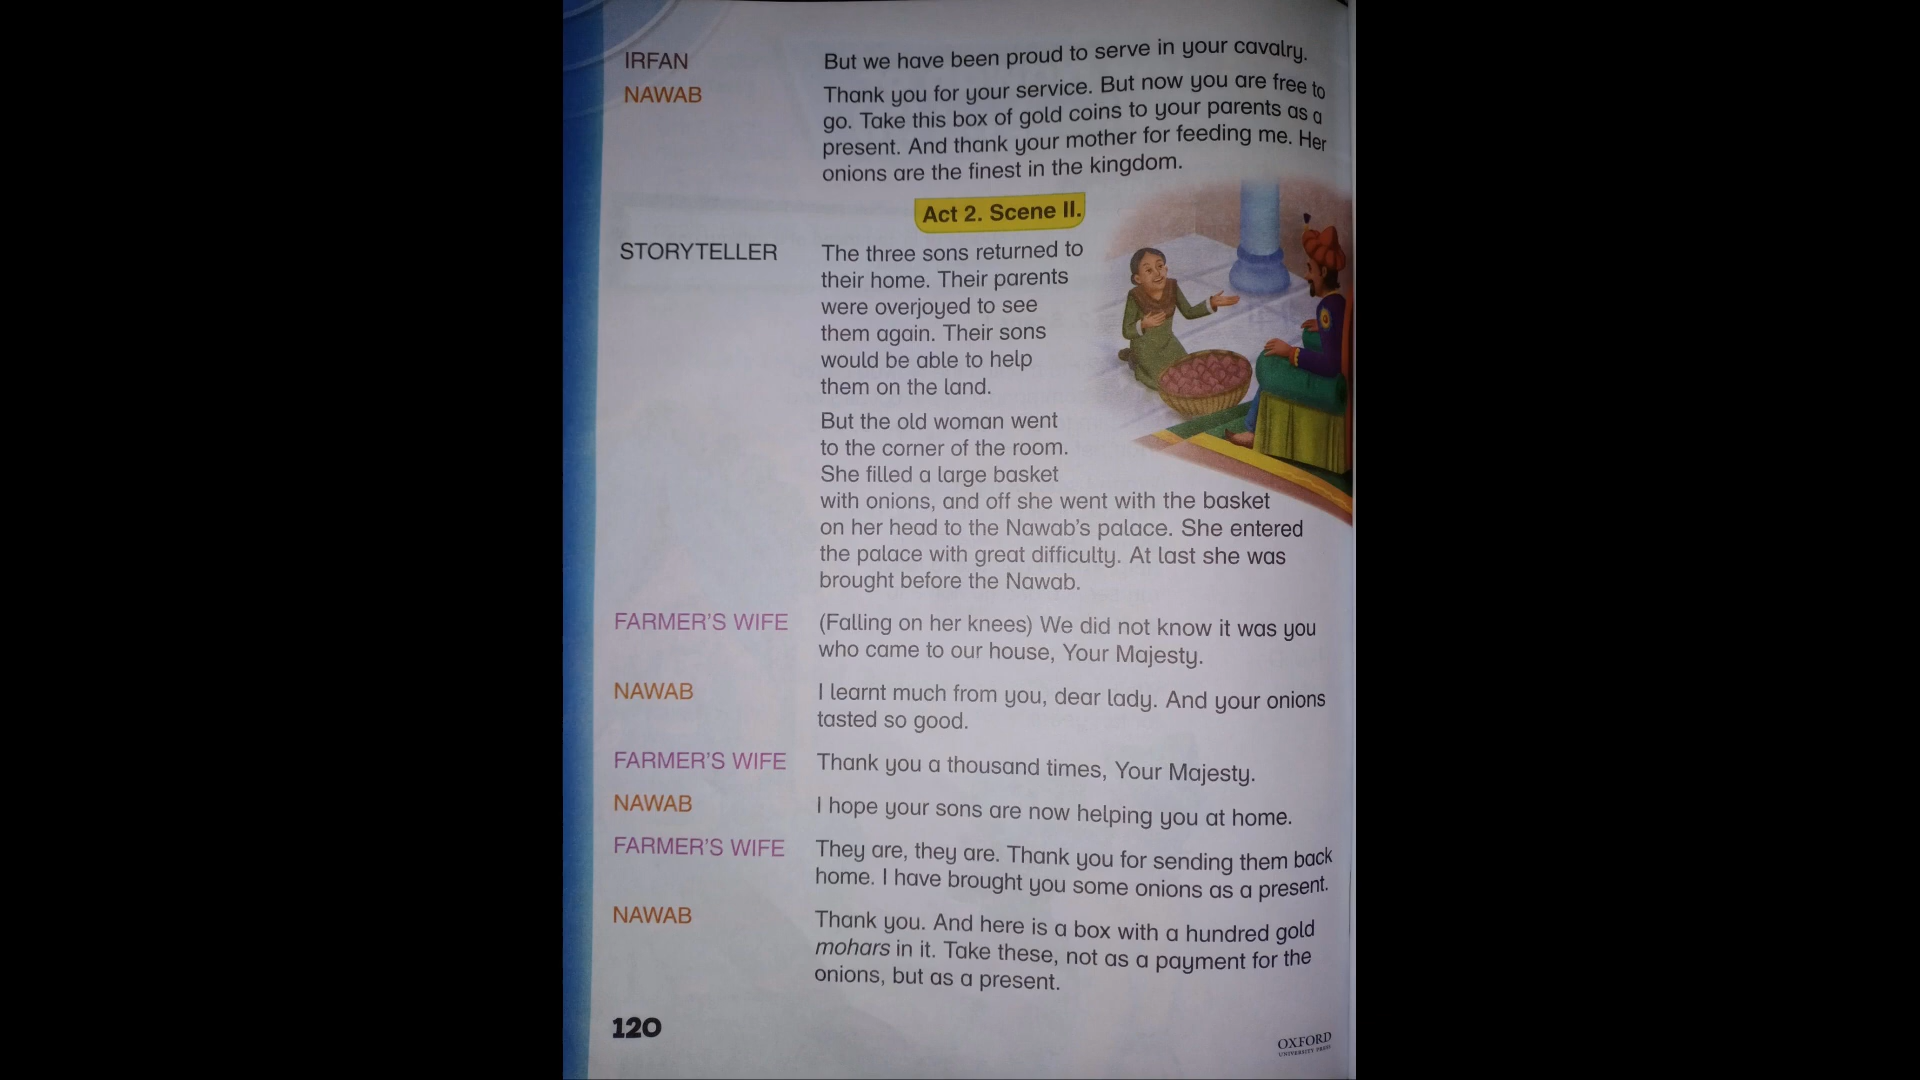 IRFAN But we have been proud to serve in your cavalry.
NAWAB Thank you for your service. But now you are free to
go. Take this box of gold coins to your parents as a
present. And thank your mother for feeding me. Her
onions are the finest in the kingdom.
Act 2. Scene II.
STORYTELLER The three sons returned to
their home. Their parents
were overjoyed to see
them again. Their sons
would be able to help
them on the land.
But the old woman went
to the corner of the room.
She filled a large basket
with onions, and off she went with the basket
on her head to the Nawab's palace. She entered
the palace with great difficulty. At last she was
brought before the Nawab.
FARMER'S WIFE (Falling on her knees) We did not know it was you
who came to our house, Your Majesty.
NAWAB I learnt much from you, dear lady. And your onions
tasted so good.
FARMER'S WIFE Thank you a thousand times, Your Majesty.
NAWAB I hope your sons are now helping you at home.
FARMER'S WIFE They are, they are. Thank you for sending them back
home. I have brought you some onions as a present.
NAWAB Thank you. And here is a box with a hundred gold
mohars in it. Take these, not as a payment for the
onions, but as a present.
120
OXFORD
UNIVERSITY PRESS